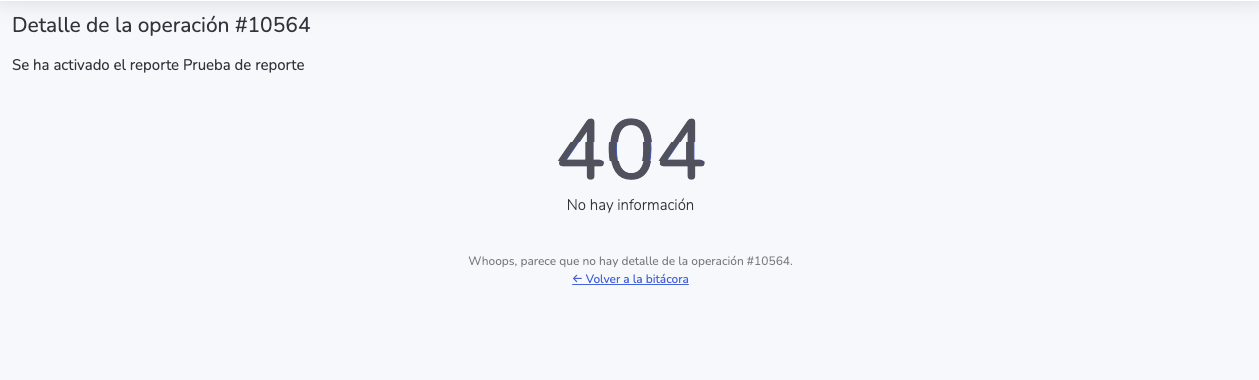 Detalle de la operación #10564
Se ha activado el reporte Prueba de reporte
404
No hay información
Whoops, parece que no hay detalle de la operación #10564.
← Volver a la bitácora